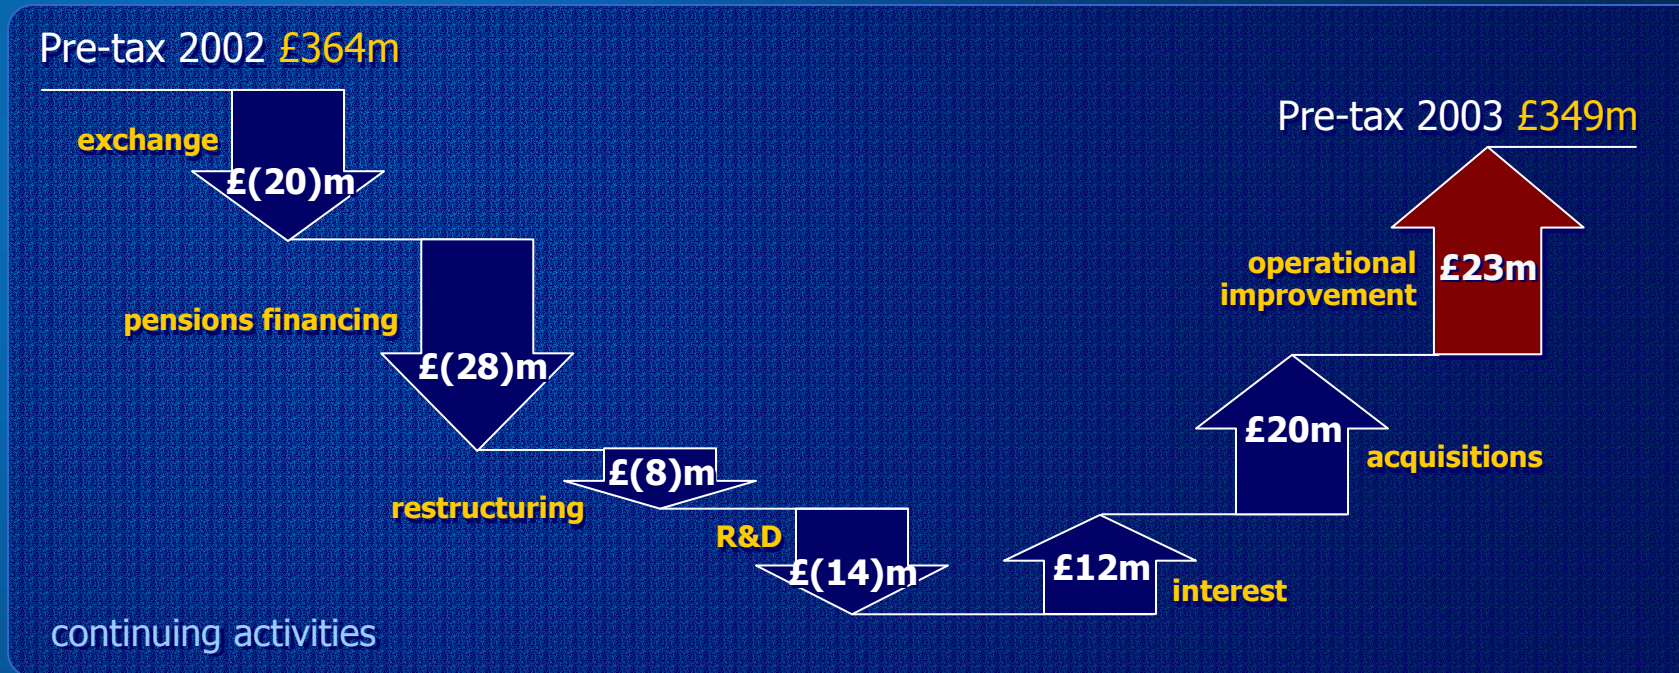 Pre-tax 2002 £364m
exchange
£(20)m
pensions financing
£(28)m
restructuring
£(8)m
R&D
£(14)m
£12m
interest
£20m
acquisitions
operational
improvement
£23m
Pre-tax 2003 £349m
continuing activities